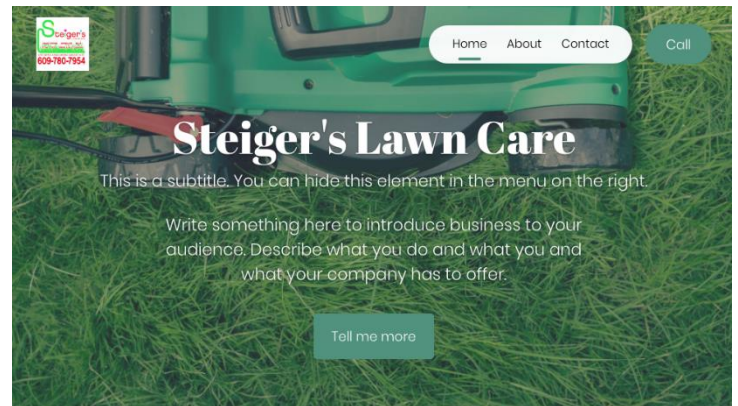 Steiger's
609-780-7954
Home About Contact
Call
Steiger's Lawn Care
This is a subtitle. You can hide this element in the menu on the right.
Write something here to introduce business to your
audience. Describe what you do and what you and
what your company has to offer.
Tell me more